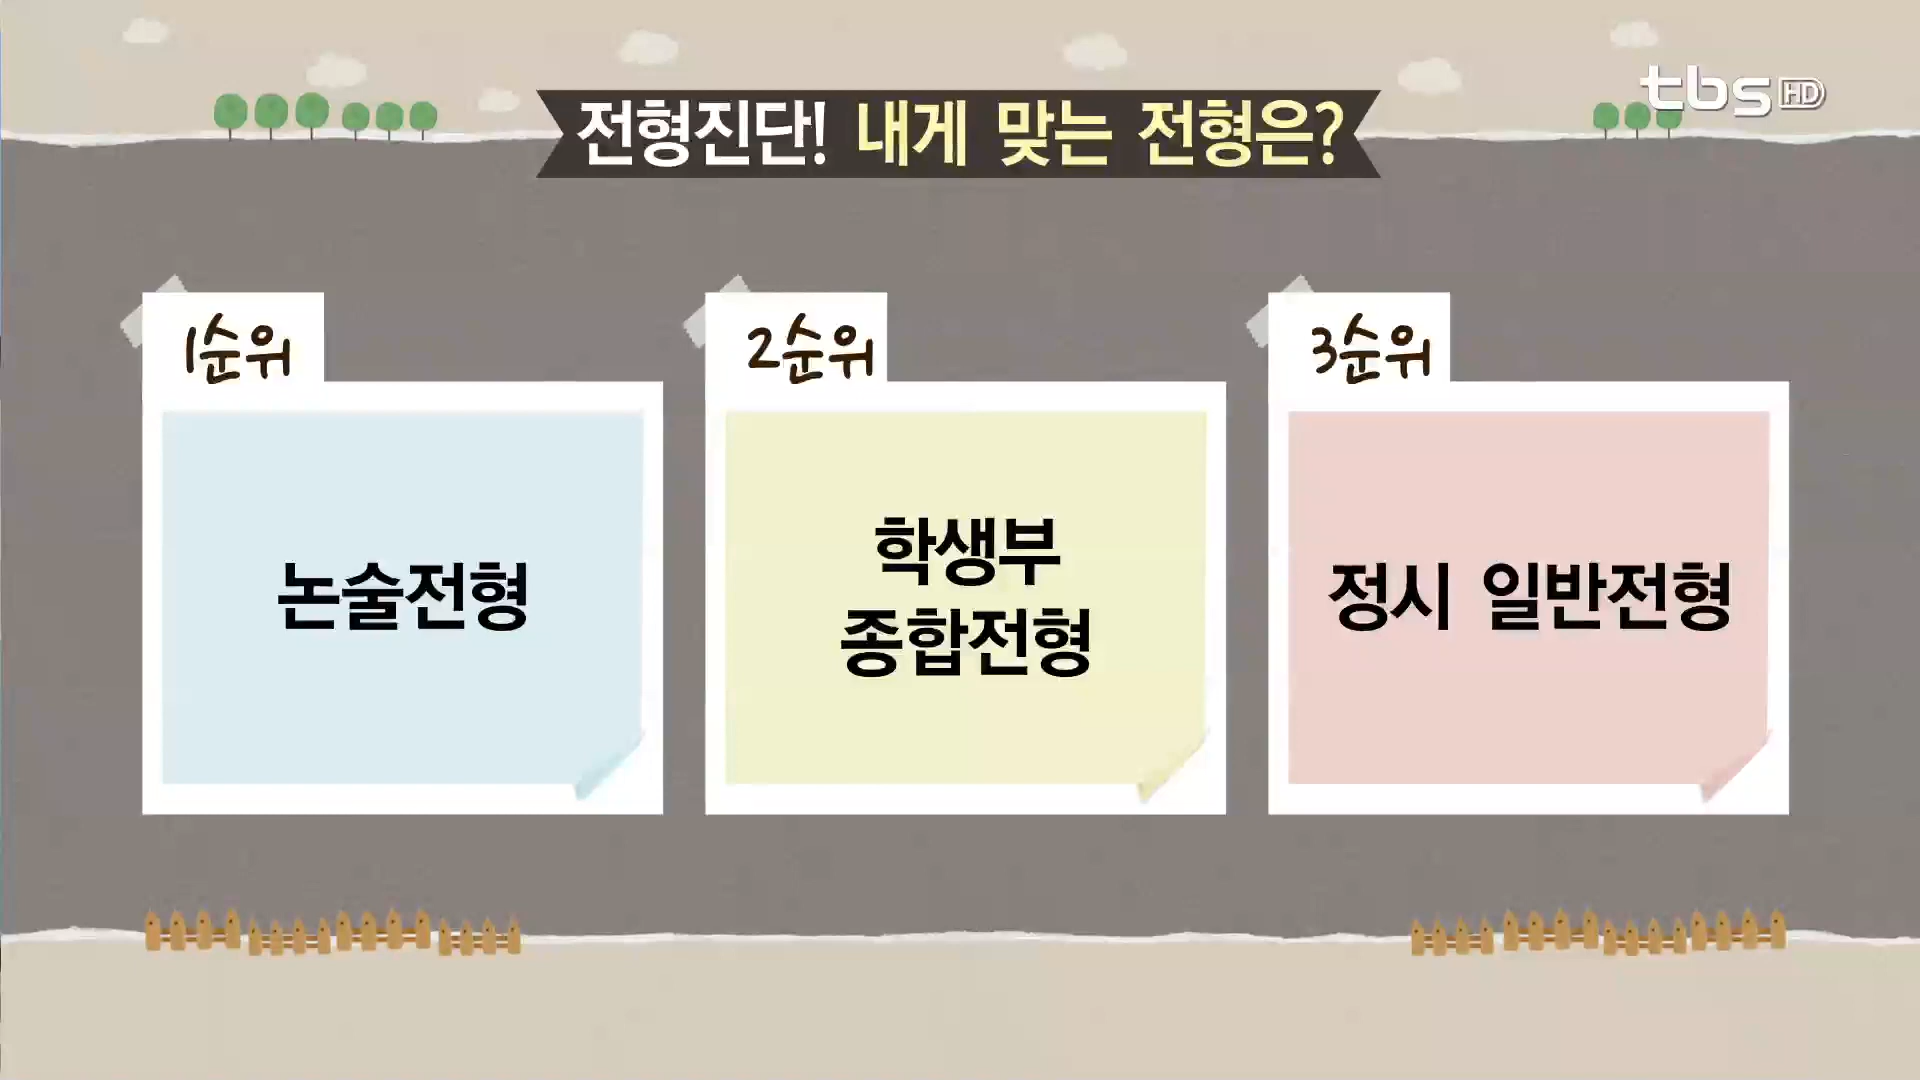 tbs HD
전형진단! 내게 맞는 전형은?
1순위
논술전형
2순위
학생부
종합전형
3순위
정시 일반전형